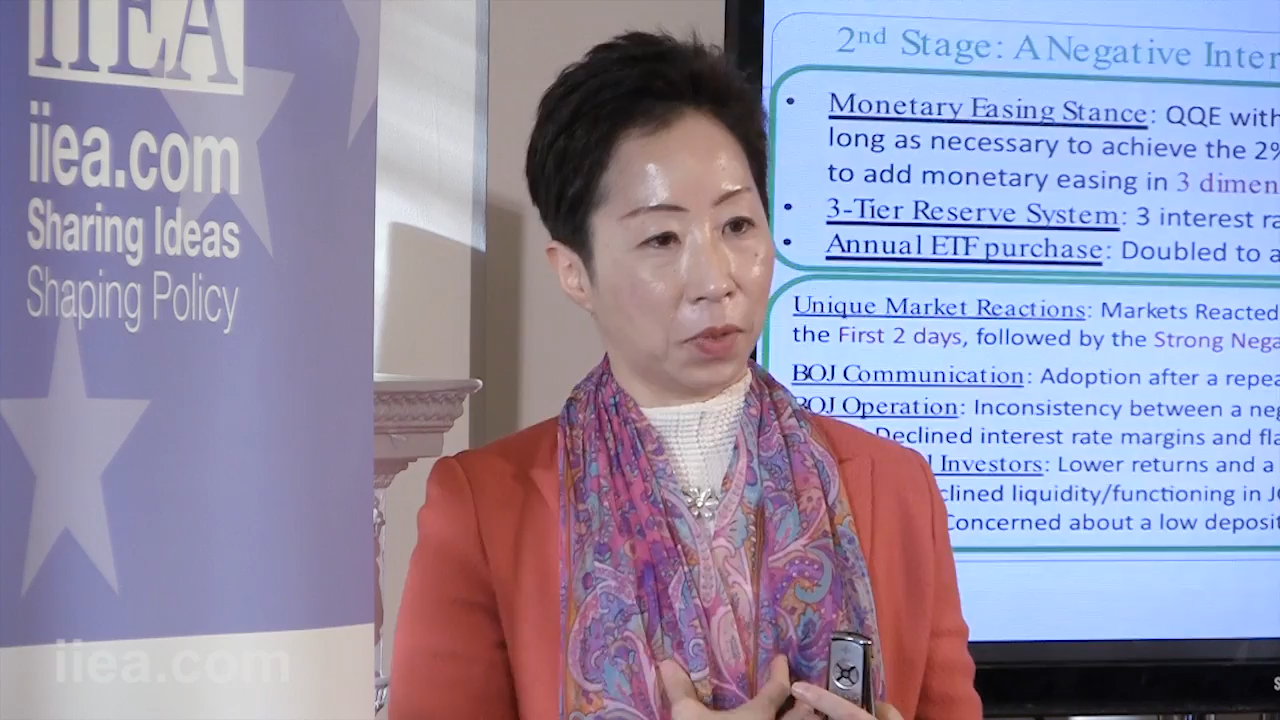 IIEA
iiea.com
Sharing Ideas
Shaping Policy
iiea.com
2nd Stage: A Negative Inter
• Monetary Easing Stance: QQE with
long as necessary to achieve the 2%
to add monetary easing in 3 dimen
• 3-Tier Reserve System: 3 interest ra
• Annual ETF purchase: Doubled to a
Unique Market Reactions: Markets Reacted
the First 2 days, followed by the Strong Nega
BOJ Communication: Adoption after a repea
BOJ Operation: Inconsistency between a neg
Declined interest rate margins and fla
Investors: Lower returns and a
clined liquidity/functioning in J
Concerned about a low deposi